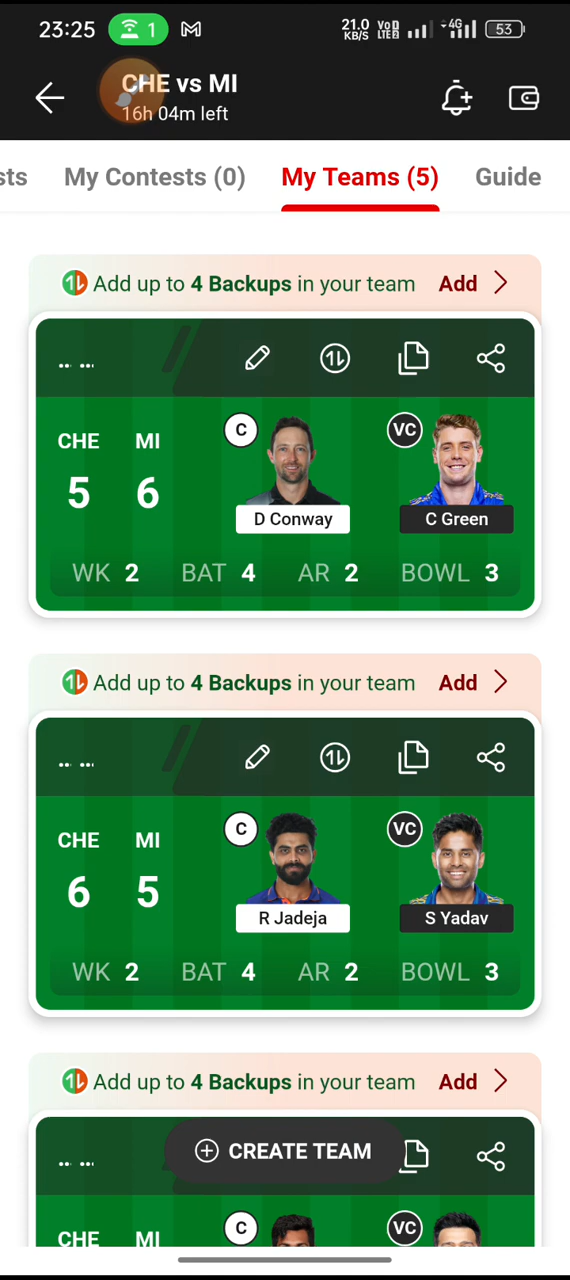 23:25 1 21.0 KB/S VoD LTE2 4G 53
CHE vs MI
16h 04m left
sts My Contests (0) My Teams (5) Guide
Add up to 4 Backups in your team Add
C VC
CHE MI
5 6
D Conway C Green
WK 2 BAT 4 AR 2 BOWL 3
Add up to 4 Backups in your team Add
C VC
CHE MI
6 5
R Jadeja S Yadav
WK 2 BAT 4 AR 2 BOWL 3
Add up to 4 Backups in your team Add
CREATE TEAM
C VC
CHE MI